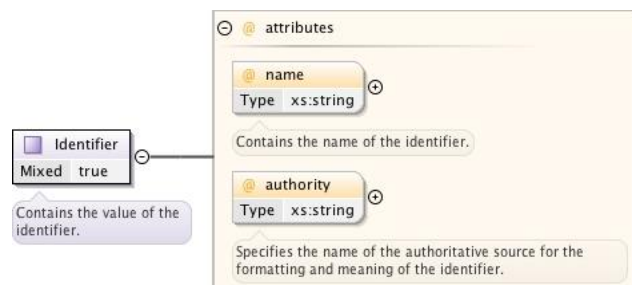 @ attributes
@ name
Type xs:string
Contains the name of the identifier.
Identifier
Mixed true
Contains the value of the
identifier.
@ authority
Type xs:string
Specifies the name of the authoritative source for the
formatting and meaning of the identifier.